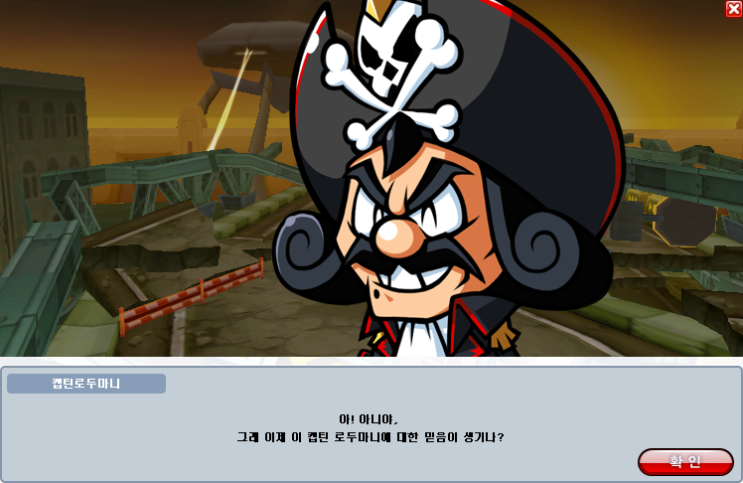 캡틴로두마니
아! 아니야,
그래 이제 이 캡틴 로두마니에 대한 믿음이 생기나?
확 인